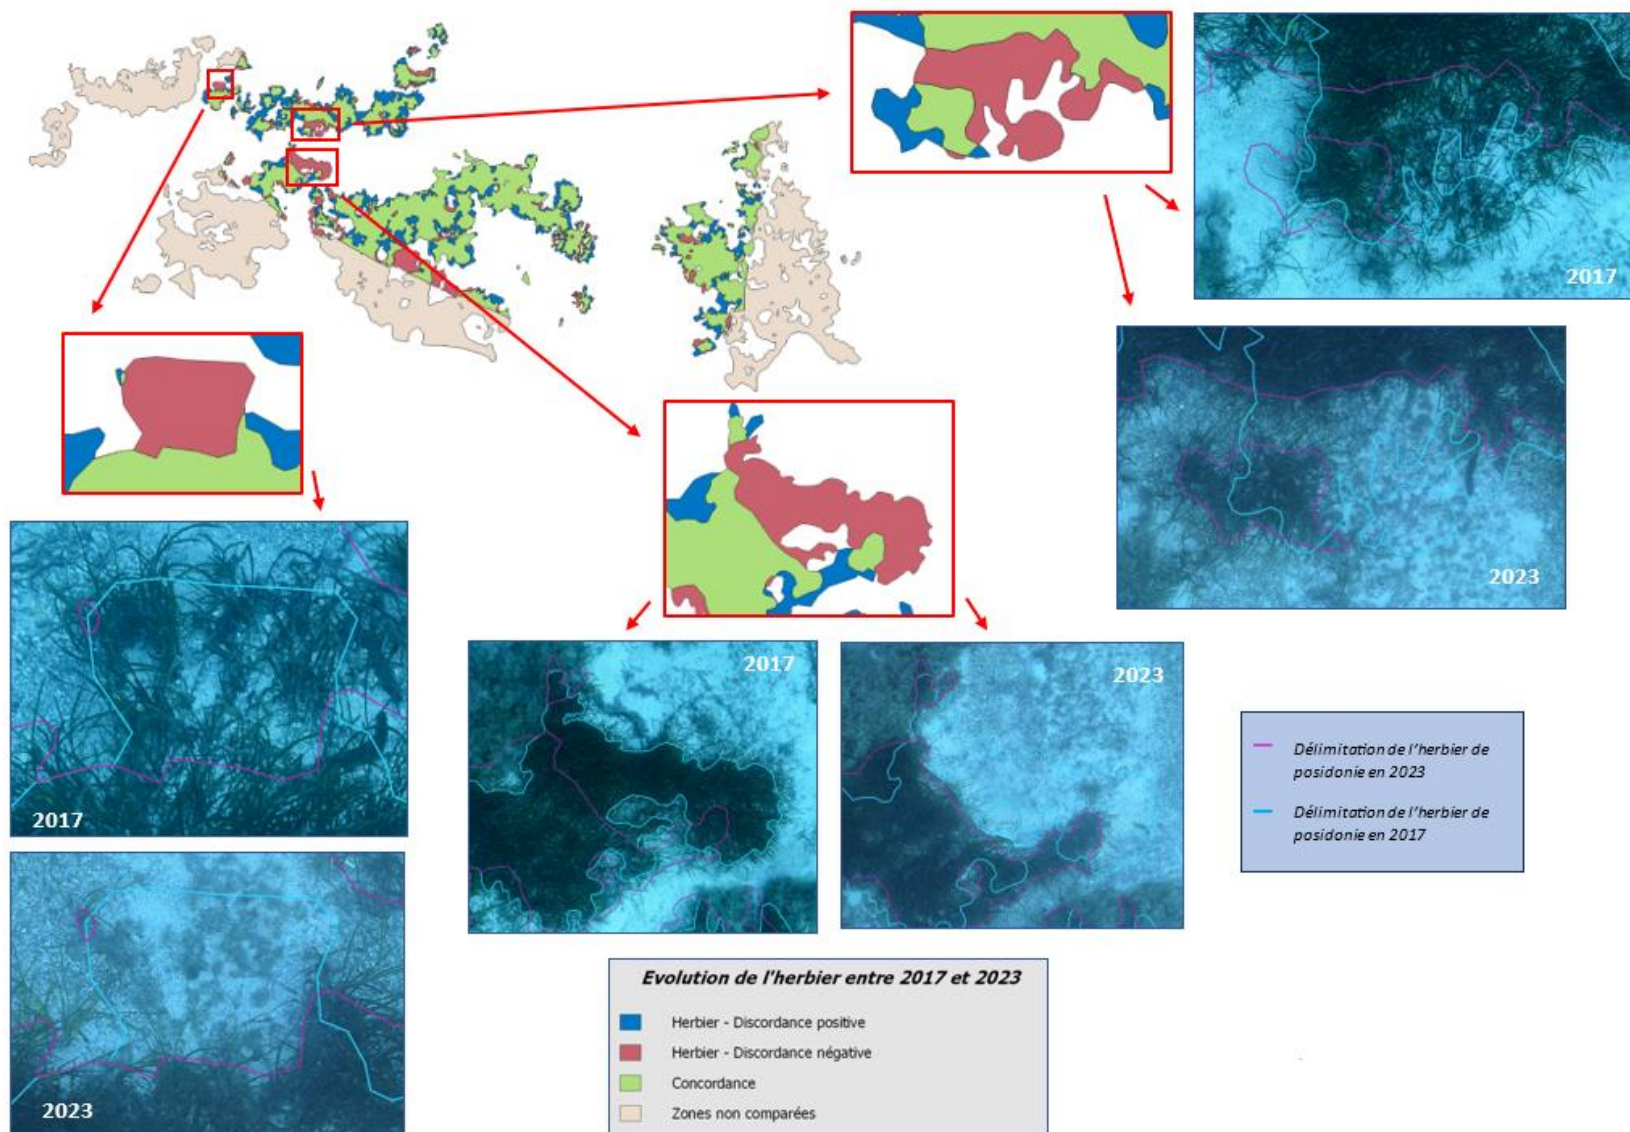 2017
2023
2017
2023
2017
2023
Délimitation de l'herbier de
posidonie en 2023
Délimitation de l'herbier de
posidonie en 2017
Evolution de l'herbier entre 2017 et 2023
Herbier - Discordance positive
Herbier - Discordance négative
Concordance
Zones non comparées